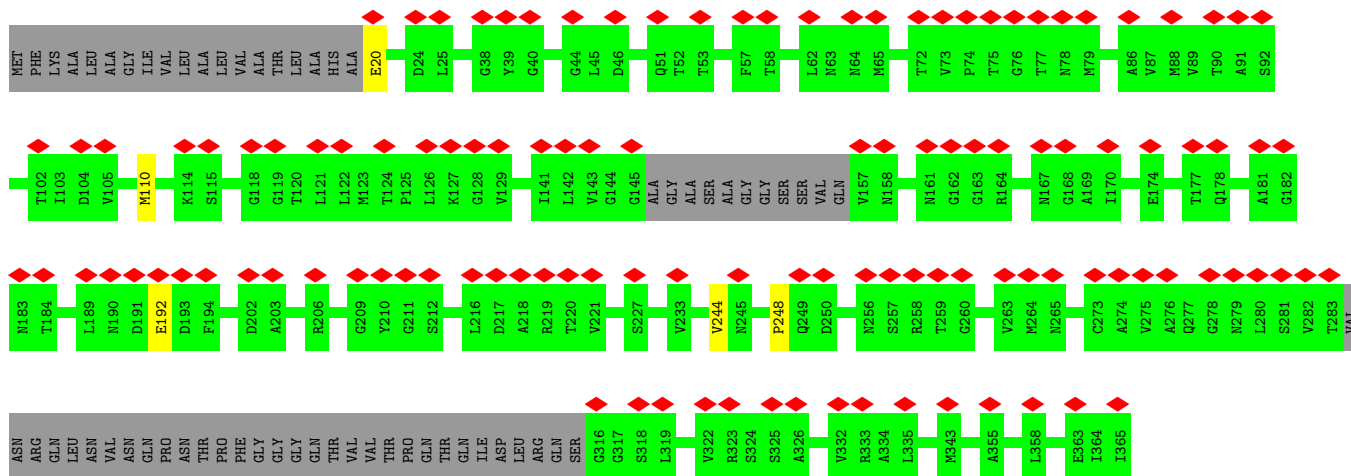 MET PHE LYS ALA LEU ALA GLY ILE VAL LEU ALA LEU VAL ALA THR LEU ALA HIS ALA E20 D24 L25 G38 Y39 G40 G44 L45 D46 Q51 T52 T53 F57 T58 L62 N63 N64 M65 T72 V73 P74 T75 G76 T77 N78 M79 A86 V87 M88 V89 T90 A91 S92
T102 I103 D104 V105 M110 K114 S115 G118 G119 T120 L121 L122 M123 T124 P125 L126 K127 G128 V129 I141 L142 V143 G144 G145 ALA GLY ALA SER ALA GLY GLY SER SER VAL GLN V157 N158 N161 G162 G163 R164 N167 G168 A169 I170 E174 T177 Q178 A181 G182
N183 T184 L189 N190 D191 E192 D193 F194 D202 A203 R206 G209 Y210 G211 S212 L216 D217 A218 R219 T220 V221 S227 V233 V244 N245 P248 Q249 D250 N256 S257 R258 T259 G260 V263 M264 N265 C273 A274 V275 A276 Q277 G278 N279 L280 S281 V282 T283 VAL
ASN ARG GLN LEU ASN VAL ASN GLN PRO ASN THR PRO PHE GLY GLY GLY GLN THR VAL VAL THR PRO GLN THR GLN ILE ASP LEU ARG GLN SER G316 G317 S318 L319 V322 R323 S324 S325 A326 V332 R333 A334 L335 M343 A355 L358 E363 I364 I365